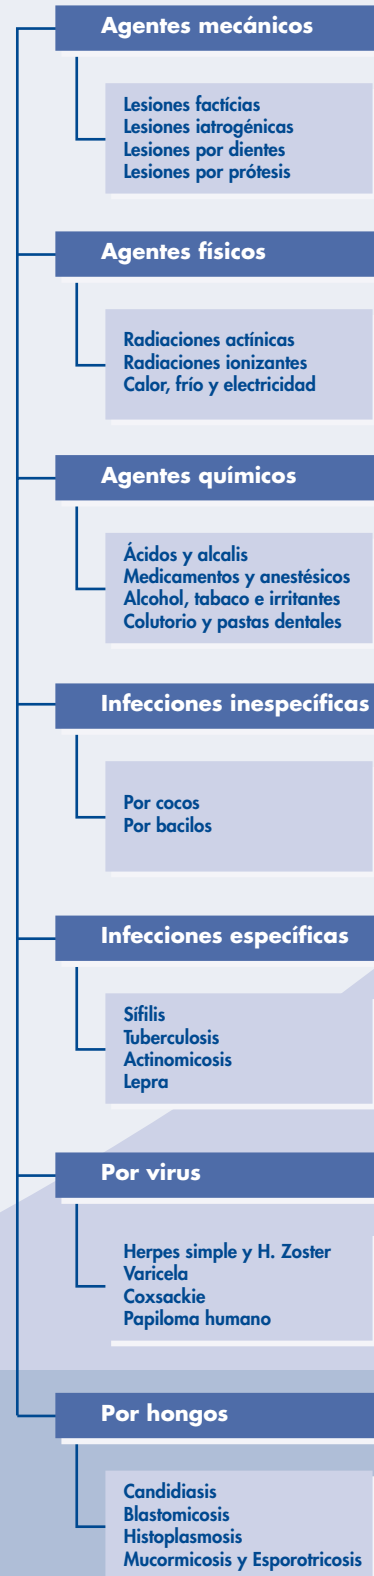 Agentes mecánicos
Lesiones factícias
Lesiones iatrogénicas
Lesiones por dientes
Lesiones por prótesis
Agentes físicos
Radiaciones actínicas
Radiaciones ionizantes
Calor, frío y electricidad
Agentes químicos
Ácidos y alcalis
Medicamentos y anestésicos
Alcohol, tabaco e irritantes
Colutorio y pastas dentales
Infecciones inespecíficas
Por cocos
Por bacilos
Infecciones específicas
Sífilis
Tuberculosis
Actinomicosis
Lepra
Por virus
Herpes simple y H. Zoster
Varicela
Coxsackie
Papiloma humano
Por hongos
Candidiasis
Blastomicosis
Histoplasmosis
Mucormicosis y Esporotricosis